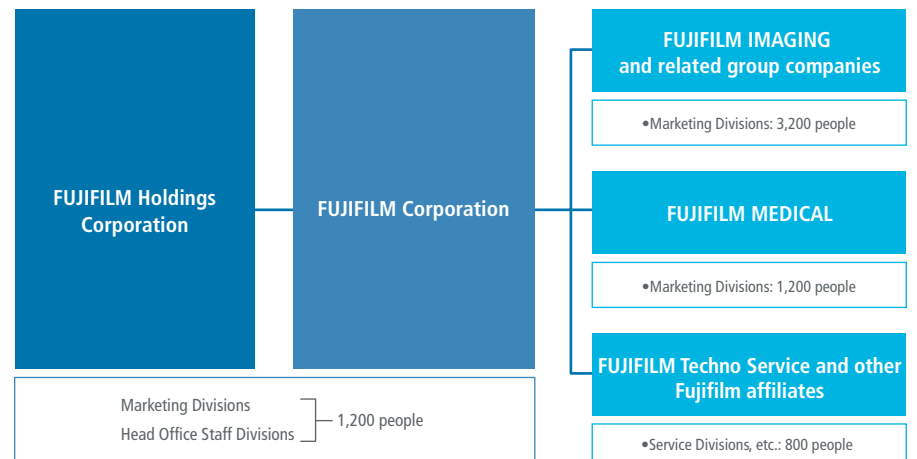 FUJIFILM Holdings
Corporation
FUJIFILM Corporation
Marketing Divisions
Head Office Staff Divisions
1,200 people
FUJIFILM IMAGING
and related group companies
•Marketing Divisions: 3,200 people
FUJIFILM MEDICAL
•Marketing Divisions: 1,200 people
FUJIFILM Techno Service and other
Fujifilm affiliates
•Service Divisions, etc.: 800 people